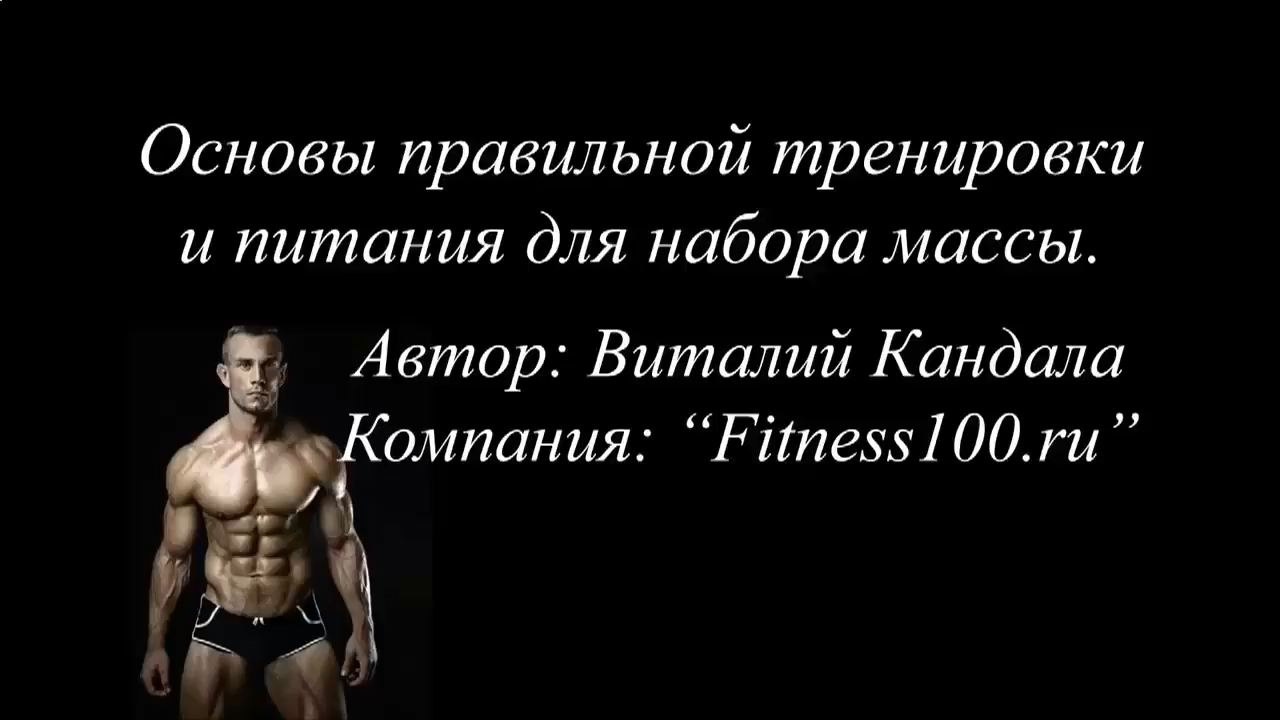 Основы правильной тренировки
и питания для набора массы.
Автор: Виталий Кандала
Компания: “Fitness100.ru”